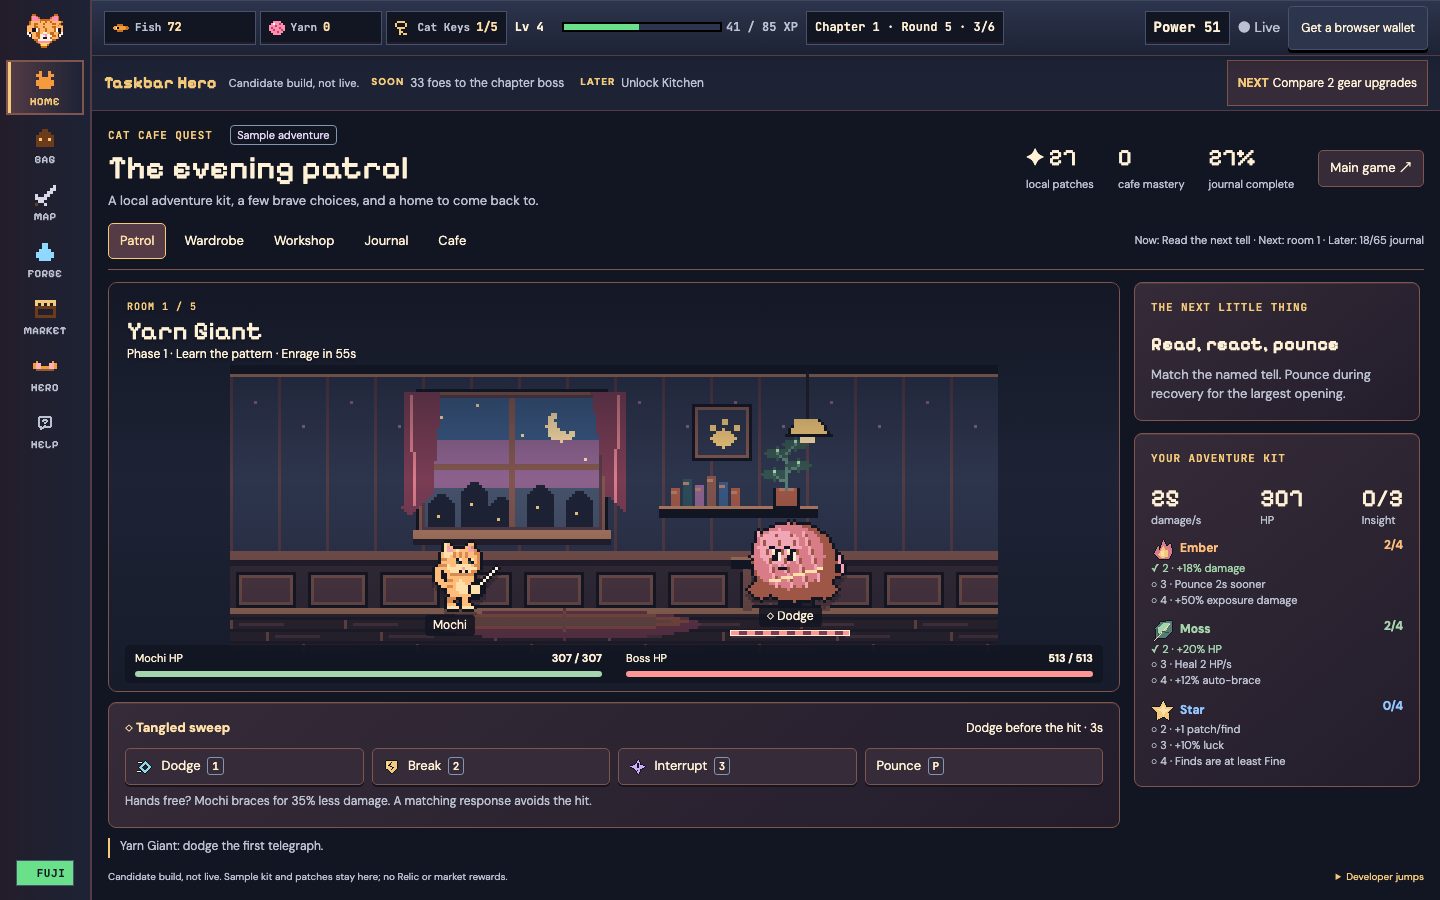 Fish 72
Yarn 0
Cat Keys 1/5
Lv 4
41 / 85 XP
Chapter 1 · Round 5 · 3/6
Power 51
Live
Get a browser wallet
Taskbar Hero
Candidate build, not live.
SOON 33 foes to the chapter boss
LATER Unlock Kitchen
NEXT Compare 2 gear upgrades
HOME
BAG
MAP
FORGE
MARKET
HERO
HELP
FUJI
CAT CAFE QUEST
Sample adventure
The evening patrol
A local adventure kit, a few brave choices, and a home to come back to.
27
local patches
0
cafe mastery
27%
journal complete
Main game ↗
Patrol
Wardrobe
Workshop
Journal
Cafe
Now: Read the next tell · Next: room 1 · Later: 18/65 journal
ROOM 1 / 5
Yarn Giant
Phase 1 · Learn the pattern · Enrage in 55s
Mochi
◇ Dodge
Mochi HP
307 / 307
Boss HP
513 / 513
◇ Tangled sweep
Dodge before the hit · 3s
Dodge 1
Break 2
Interrupt 3
Pounce P
Hands free? Mochi braces for 35% less damage. A matching response avoids the hit.
Yarn Giant: dodge the first telegraph.
Candidate build, not live. Sample kit and patches stay here; no Relic or market rewards.
▶ Developer jumps
THE NEXT LITTLE THING
Read, react, pounce
Match the named tell. Pounce during
recovery for the largest opening.
YOUR ADVENTURE KIT
307
HP
0/3
Insight
damage/s
Ember
2/4
✓ 2 · +18% damage
○ 3 · Pounce 2s sooner
○ 4 · +50% exposure damage
Moss
2/4
✓ 2 · +20% HP
○ 3 · Heal 2 HP/s
○ 4 · +12% auto-brace
Star
0/4
○ 2 · +1 patch/find
○ 3 · +10% luck
○ 4 · Finds are at least Fine